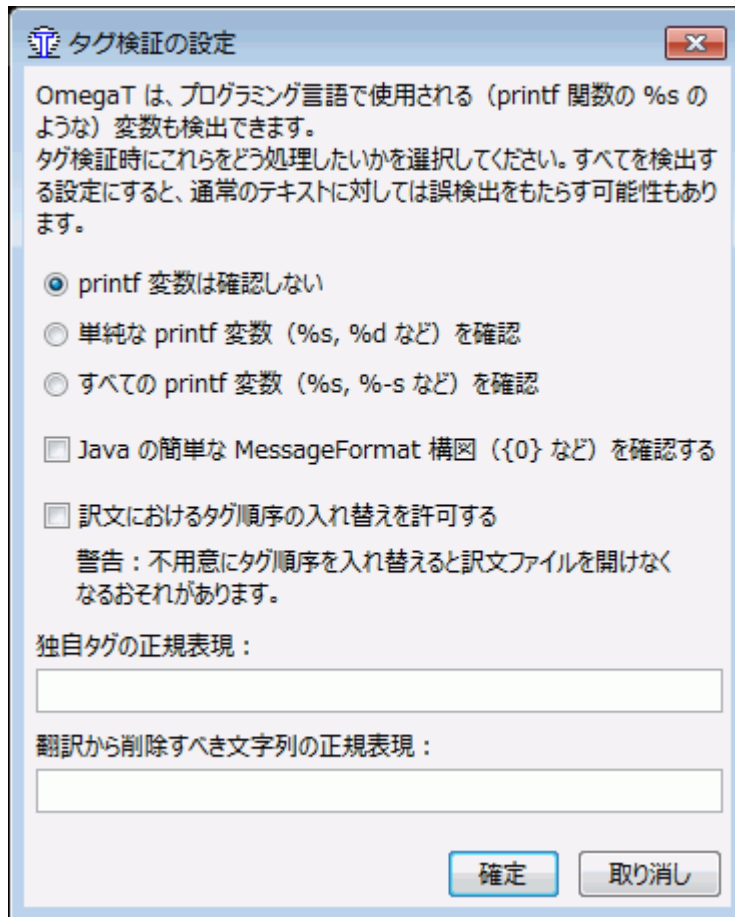 タグ検証の設定
OmegaT は、プログラミング言語で使用される（printf 関数の %s の
ような）変数も検出できます。
タグ検証時にこれらをどう処理したいかを選択してください。すべてを検出す
る設定にすると、通常のテキストに対しては誤検出をもたらす可能性もあり
ます。
printf 変数は確認しない
単純な printf 変数（%s, %d など）を確認
すべての printf 変数（%s, %-s など）を確認
Java の簡単な MessageFormat 構図（{0} など）を確認する
訳文におけるタグ順序の入れ替えを許可する
警告：不用意にタグ順序を入れ替えると訳文ファイルを開けなく
なるおそれがあります。
独自タグの正規表現：
翻訳から削除すべき文字列の正規表現：
確定
取り消し